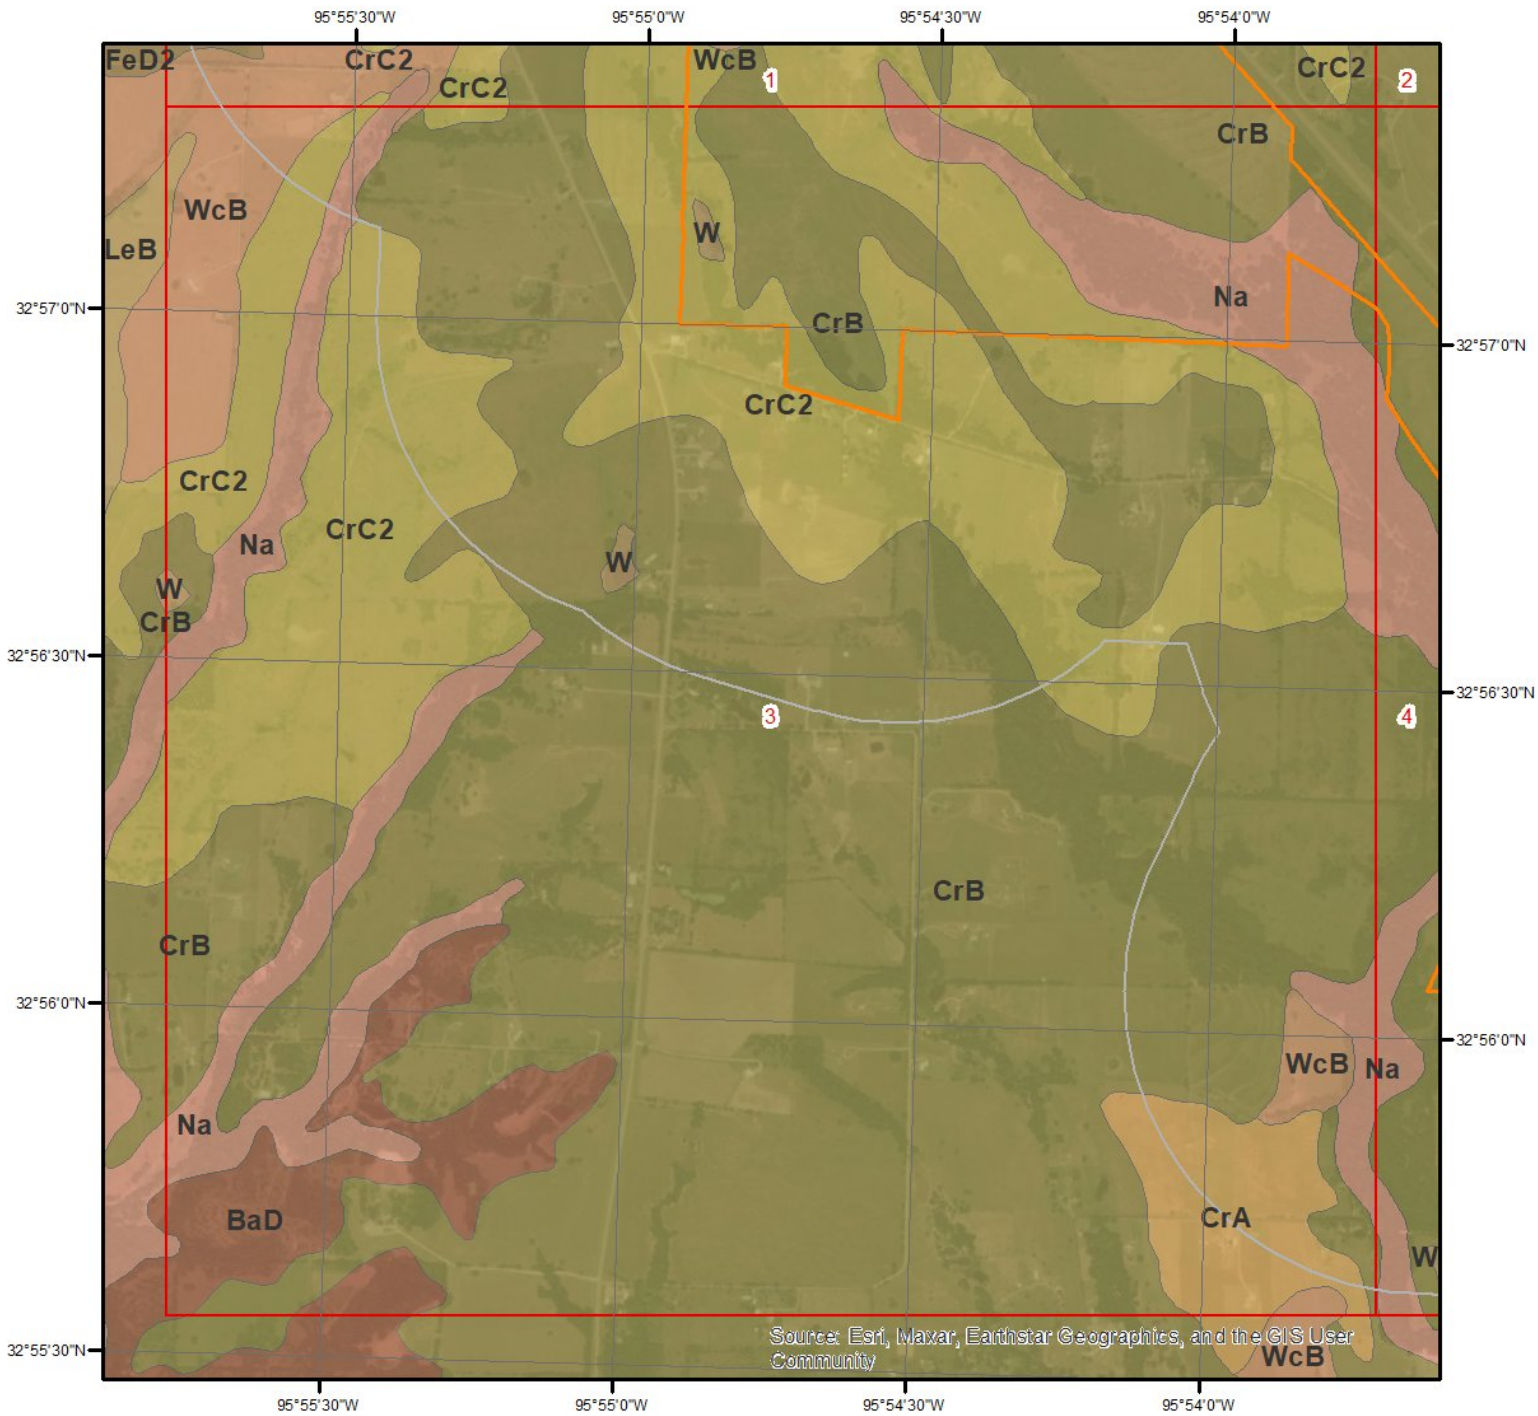 95°55'30"W
95°55'0"W
95°54'30"W
95°54'0"W
FeD2
CrC2
WcB
1
CrC2
2
CrC2
CrB
WcB
W
LeB
Na
32°57'0"N
CrB
32°57'0"N
CrC2
CrC2
CrC2
Na
W
W
CrB
32°56'30"N
32°56'30"N
3
4
CrB
CrB
32°56'0"N
32°56'0"N
WcB
Na
Na
BaD
CrA
W
Source: Esri, Maxar, Earthstar Geographics, and the GIS User
Community
32°55'30"N
WcB
95°55'30"W
95°55'0"W
95°54'30"W
95°54'0"W